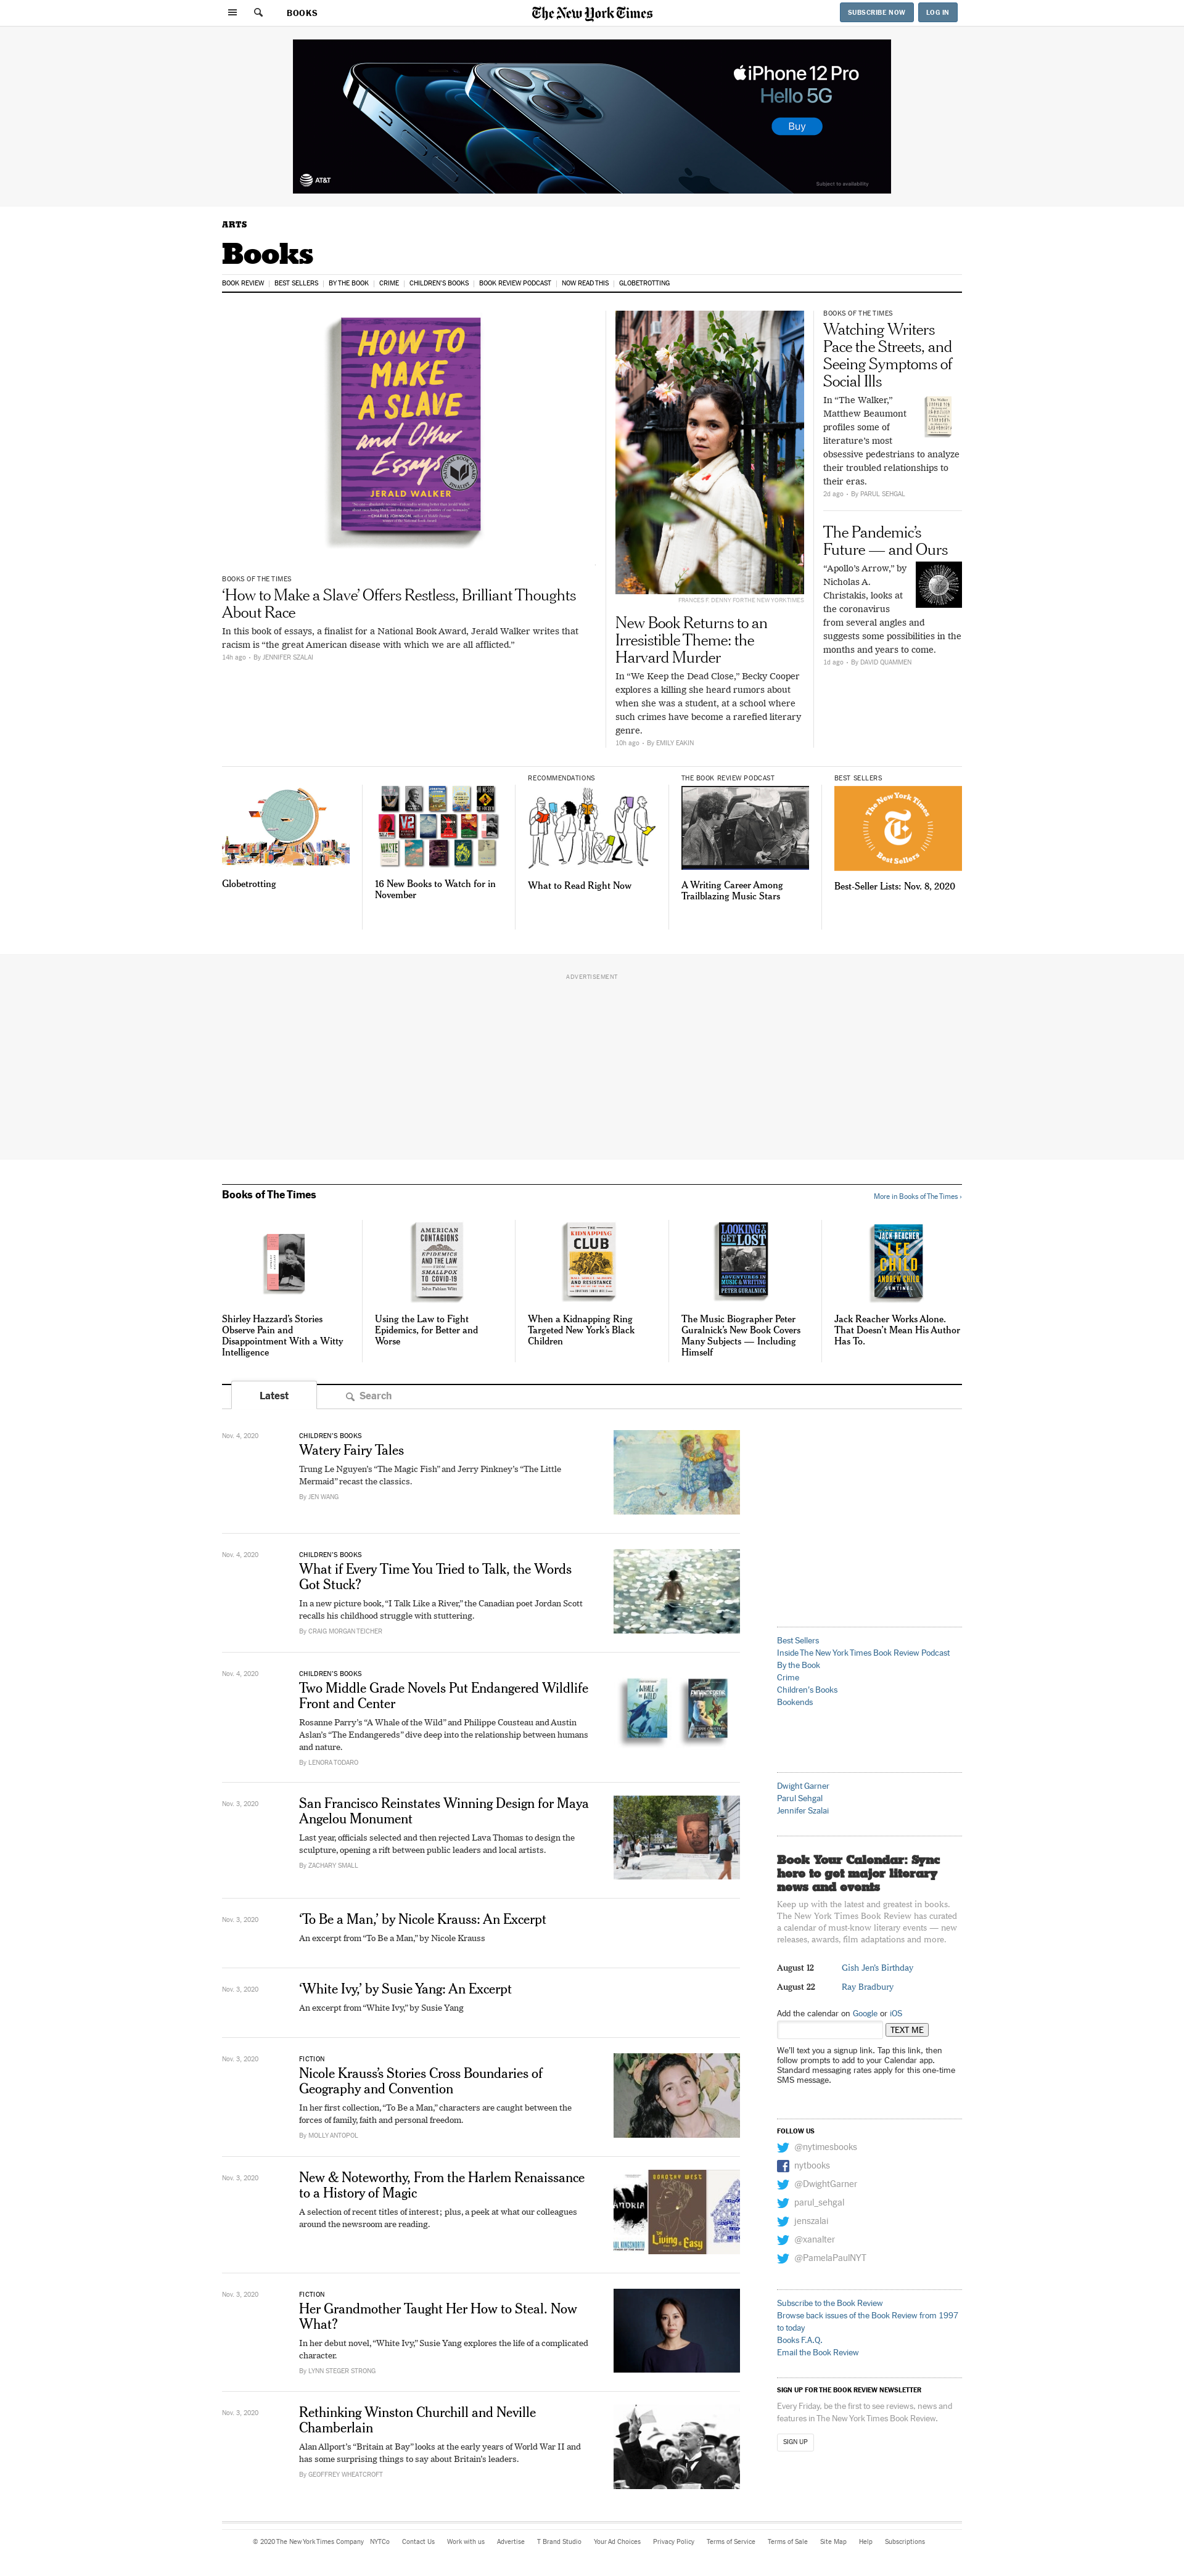 BOOKS
The New York Times
SUBSCRIBE NOW
LOG IN
iPhone 12 Pro
Hello 5G
Buy
AT&T
Subject to availability
ARTS
Books
BOOK REVIEW
BEST SELLERS
BY THE BOOK
CRIME
CHILDREN'S BOOKS
BOOK REVIEW PODCAST
NOW READ THIS
GLOBETROTTING
HOW TO
MAKE
A SLAVE
and Other
Essays
JERALD WALKER
BOOKS OF THE TIMES
‘How to Make a Slave’ Offers Restless, Brilliant Thoughts
About Race
In this book of essays, a finalist for a National Book Award, Jerald Walker writes that
racism is “the great American disease with which we are all afflicted.”
14h ago • By JENNIFER SZALAI
FRANCES F. DENNY FOR THE NEW YORK TIMES
New Book Returns to an
Irresistible Theme: the
Harvard Murder
In “We Keep the Dead Close,” Becky Cooper
explores a killing she heard rumors about
when she was a student, at a school where
such crimes have become a rarefied literary
genre.
10h ago • By EMILY EAKIN
BOOKS OF THE TIMES
Watching Writers
Pace the Streets, and
Seeing Symptoms of
Social Ills
In “The Walker,”
Matthew Beaumont
profiles some of
literature’s most
obsessive pedestrians to analyze
their troubled relationships to
their eras.
2d ago • By PARUL SEHGAL
The Pandemic’s
Future — and Ours
“Apollo’s Arrow,” by
Nicholas A.
Christakis, looks at
the coronavirus
from several angles and
suggests some possibilities in the
months and years to come.
1d ago • By DAVID QUAMMEN
Globetrotting
16 New Books to Watch for in
November
RECOMMENDATIONS
What to Read Right Now
THE BOOK REVIEW PODCAST
A Writing Career Among
Trailblazing Music Stars
BEST SELLERS
The New York Times
Best Sellers
Best-Seller Lists: Nov. 8, 2020
ADVERTISEMENT
Books of The Times
More in Books of The Times ›
Shirley Hazzard’s Stories
Observe Pain and
Disappointment With a Witty
Intelligence
AMERICAN
CONTAGIONS
EPIDEMICS
AND THE LAW
FROM
SMALLPOX
TO COVID-19
John Fabian Witt
Using the Law to Fight
Epidemics, for Better and
Worse
THE
KIDNAPPING
CLUB
AND RESISTANCE
When a Kidnapping Ring
Targeted New York’s Black
Children
LOOKING TO
GET LOST
ADVENTURES IN
MUSIC & WRITING
PETER GURALNICK
The Music Biographer Peter
Guralnick’s New Book Covers
Many Subjects — Including
Himself
JACK REACHER
LEE
CHILD
ANDREW CHILD
THE SENTINEL
Jack Reacher Works Alone.
That Doesn’t Mean His Author
Has To.
Latest
Search
Nov. 4, 2020
CHILDREN’S BOOKS
Watery Fairy Tales
Trung Le Nguyen’s “The Magic Fish” and Jerry Pinkney’s “The Little
Mermaid” recast the classics.
By JEN WANG
Nov. 4, 2020
CHILDREN’S BOOKS
What if Every Time You Tried to Talk, the Words
Got Stuck?
In a new picture book, “I Talk Like a River,” the Canadian poet Jordan Scott
recalls his childhood struggle with stuttering.
By CRAIG MORGAN TEICHER
Nov. 4, 2020
CHILDREN’S BOOKS
Two Middle Grade Novels Put Endangered Wildlife
Front and Center
Rosanne Parry’s “A Whale of the Wild” and Philippe Cousteau and Austin
Aslan’s “The Endangereds” dive deep into the relationship between humans
and nature.
By LENORA TODARO
Nov. 3, 2020
San Francisco Reinstates Winning Design for Maya
Angelou Monument
Last year, officials selected and then rejected Lava Thomas to design the
sculpture, opening a rift between public leaders and local artists.
By ZACHARY SMALL
Nov. 3, 2020
‘To Be a Man,’ by Nicole Krauss: An Excerpt
An excerpt from “To Be a Man,” by Nicole Krauss
Nov. 3, 2020
‘White Ivy,’ by Susie Yang: An Excerpt
An excerpt from “White Ivy,” by Susie Yang
Nov. 3, 2020
FICTION
Nicole Krauss’s Stories Cross Boundaries of
Geography and Convention
In her first collection, “To Be a Man,” characters are caught between the
forces of family, faith and personal freedom.
By MOLLY ANTOPOL
Nov. 3, 2020
New & Noteworthy, From the Harlem Renaissance
to a History of Magic
A selection of recent titles of interest; plus, a peek at what our colleagues
around the newsroom are reading.
DOROTHY WEST
The Living is Easy
Nov. 3, 2020
FICTION
Her Grandmother Taught Her How to Steal. Now
What?
In her debut novel, “White Ivy,” Susie Yang explores the life of a complicated
character.
By LYNN STEGER STRONG
Nov. 3, 2020
Rethinking Winston Churchill and Neville
Chamberlain
Alan Allport’s “Britain at Bay” looks at the early years of World War II and
has some surprising things to say about Britain’s leaders.
By GEOFFREY WHEATCROFT
Best Sellers
Inside The New York Times Book Review Podcast
By the Book
Crime
Children's Books
Bookends
Dwight Garner
Parul Sehgal
Jennifer Szalai
Book Your Calendar: Sync
here to get major literary
news and events
Keep up with the latest and greatest in books.
The New York Times Book Review has curated
a calendar of must-know literary events — new
releases, awards, film adaptations and more.
August 12 Gish Jen's Birthday
August 22 Ray Bradbury
Add the calendar on Google or iOS
TEXT ME
We’ll text you a signup link. Tap this link, then
follow prompts to add to your Calendar app.
Standard messaging rates apply for this one-time
SMS message.
FOLLOW US
@nytimesbooks
nytbooks
@DwightGarner
parul_sehgal
jenszalai
@xanalter
@PamelaPaulNYT
Subscribe to the Book Review
Browse back issues of the Book Review from 1997
to today
Books F.A.Q.
Email the Book Review
SIGN UP FOR THE BOOK REVIEW NEWSLETTER
Every Friday, be the first to see reviews, news and
features in The New York Times Book Review.
SIGN UP
© 2020 The New York Times Company
NYTCo
Contact Us
Work with us
Advertise
T Brand Studio
Your Ad Choices
Privacy Policy
Terms of Service
Terms of Sale
Site Map
Help
Subscriptions